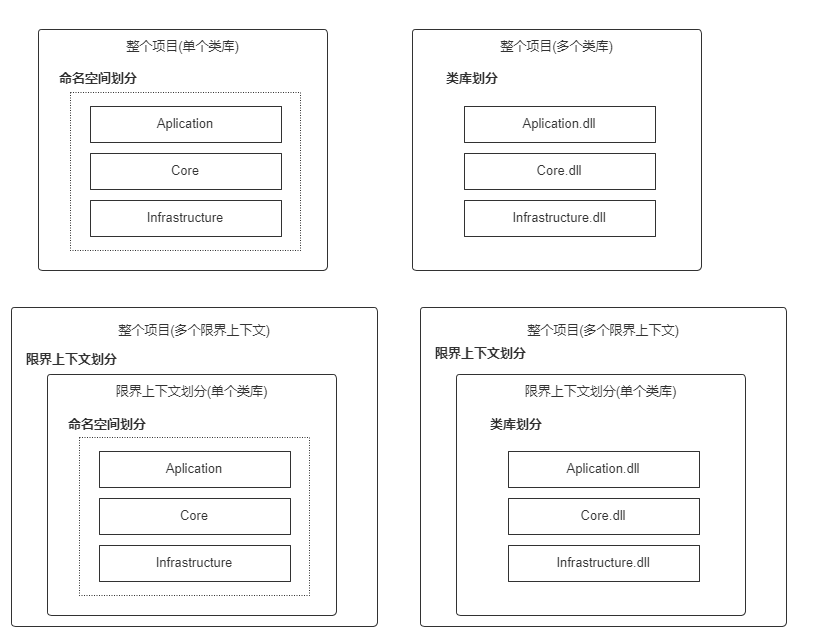 整个项目(单个类库)
命名空间划分
Aplication
Core
Infrastructure
整个项目(多个类库)
类库划分
Aplication.dll
Core.dll
Infrastructure.dll
整个项目(多个限界上下文)
限界上下文划分
限界上下文划分(单个类库)
命名空间划分
Aplication
Core
Infrastructure
整个项目(多个限界上下文)
限界上下文划分
限界上下文划分(单个类库)
类库划分
Aplication.dll
Core.dll
Infrastructure.dll